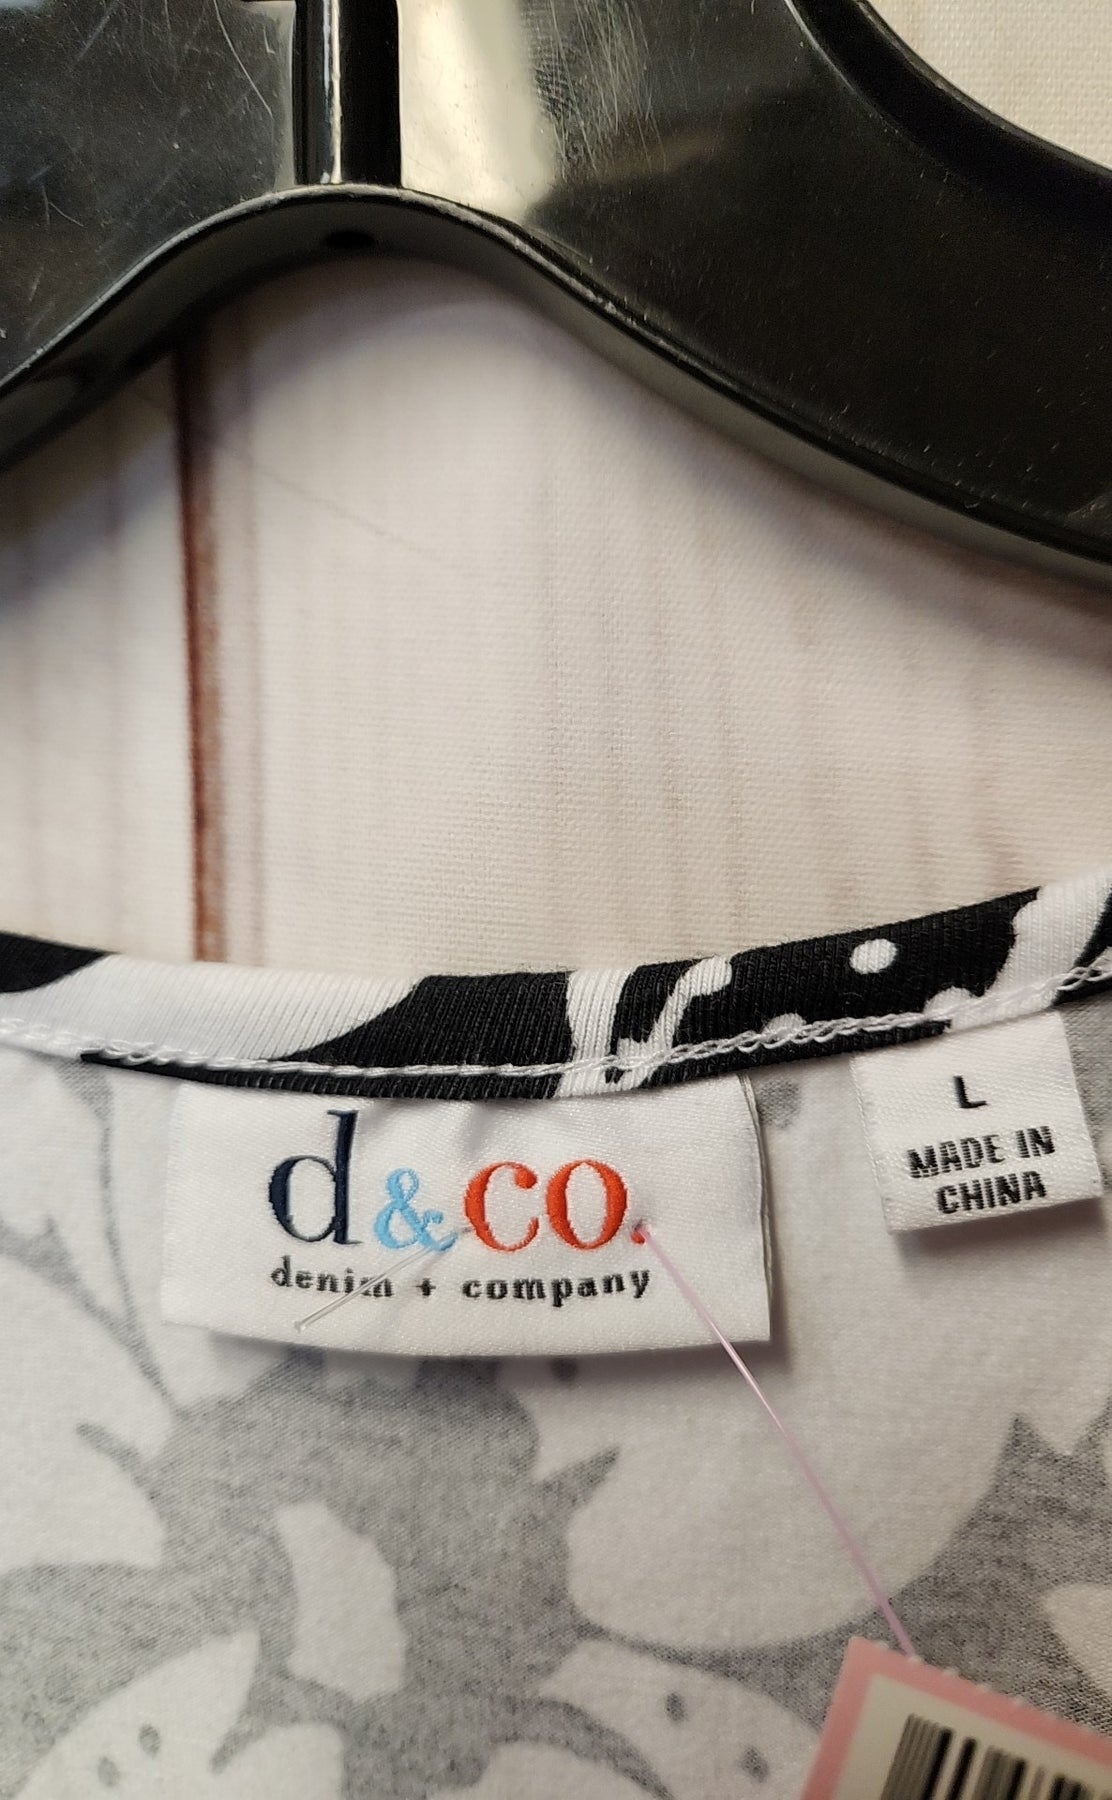 d&co.
denim + company
L
MADE IN
CHINA